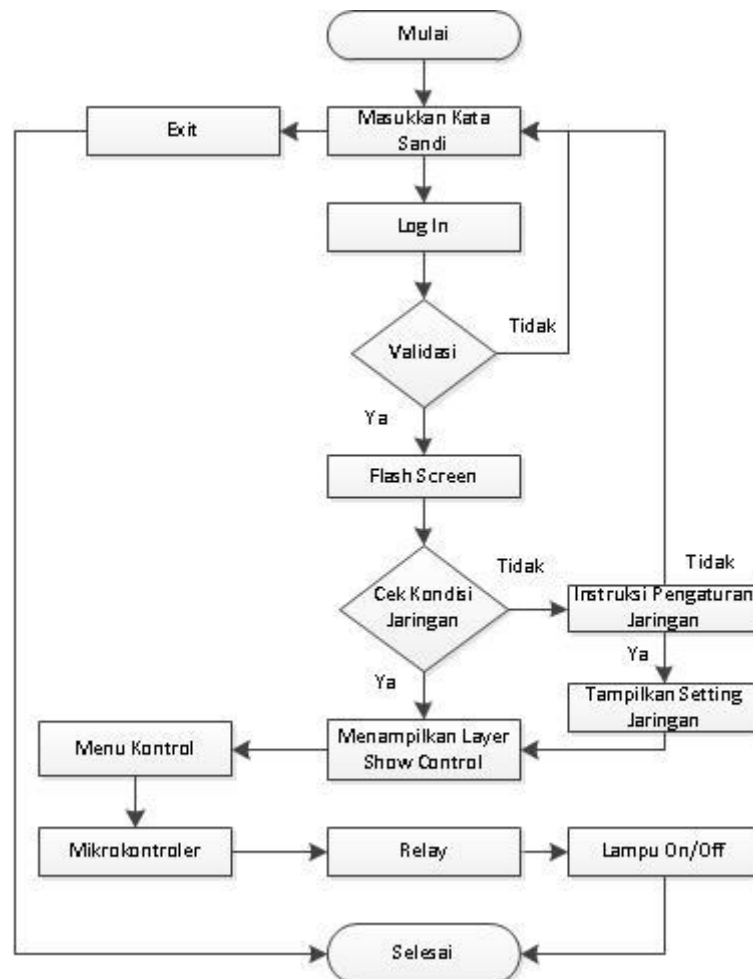 Mulai
Exit
Masukkan Kata
Sandi
Log In
Validasi
Tidak
Ya
Flash Screen
Cek Kondisi
Jaringan
Tidak
Tidak
Instruksi Pengaturan
Jaringan
Ya
Ya
Tampilkan Setting
Jaringan
Menu Kontrol
Menampilkan Layer
Show Control
Mikrokontroler
Relay
Lampu On/Off
Selesai